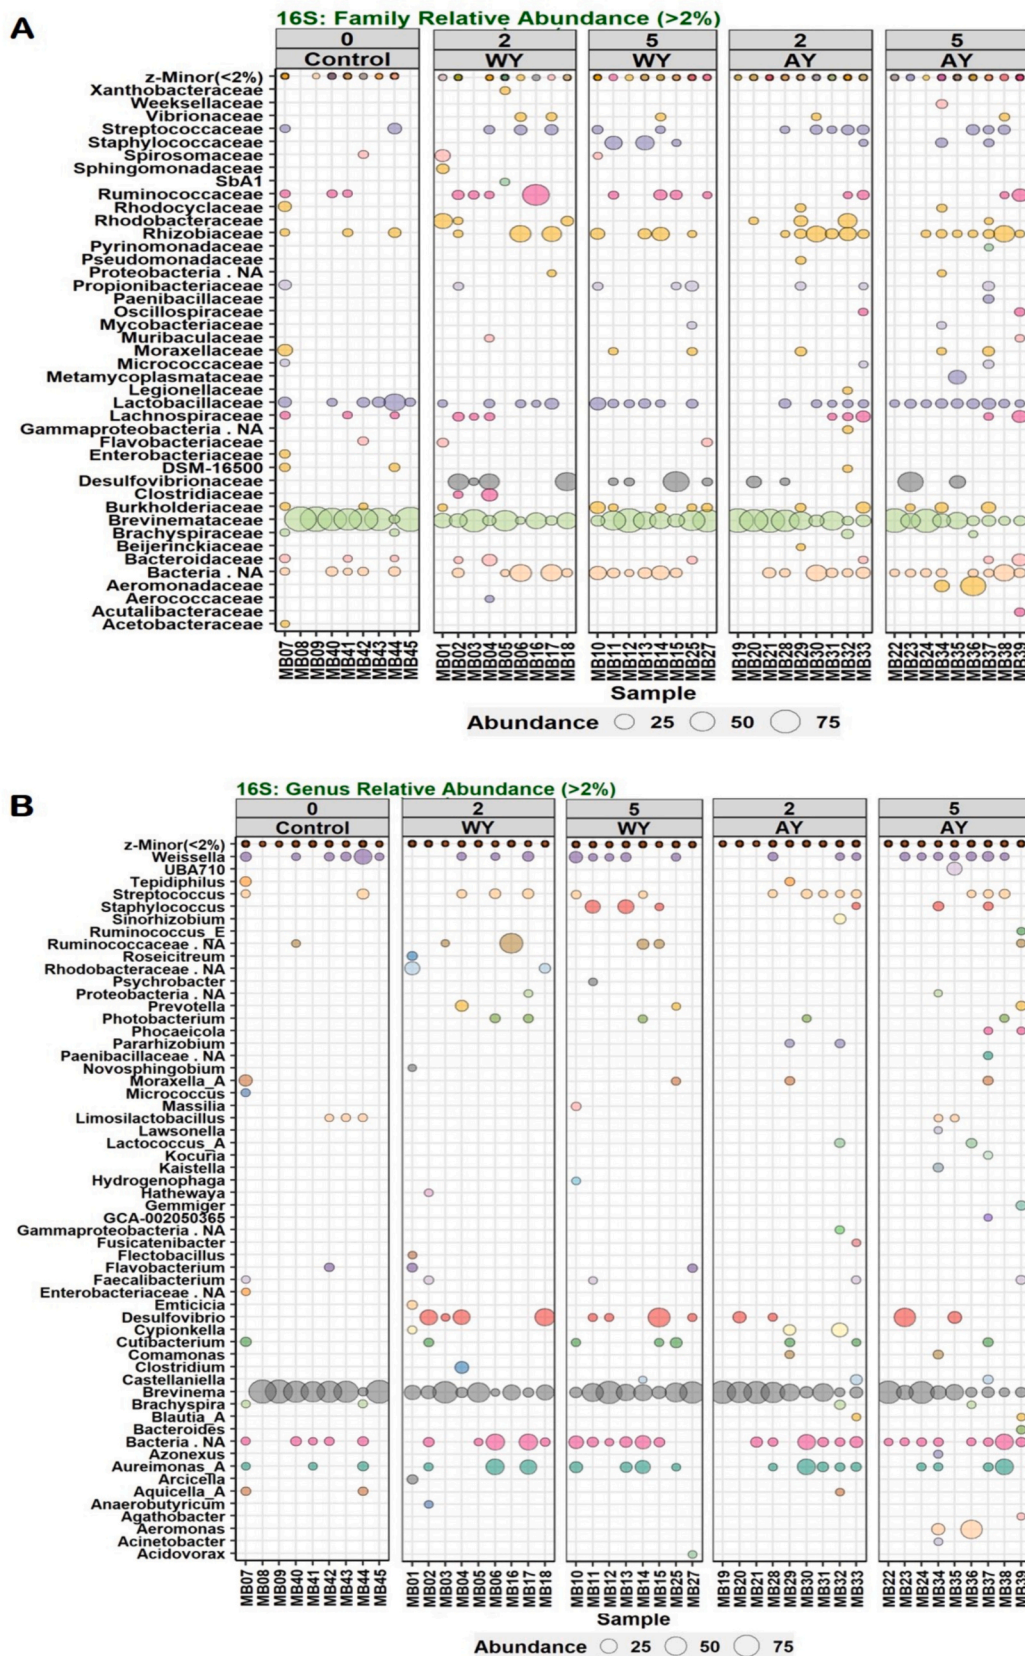 A
16S: Family Relative Abundance (>2%)
0 2 5 2 5
Control WY WY AY AY
z-Minor(<2%)
Xanthobacteraceae
Weeksellaceae
Vibrionaceae
Streptococcaceae
Staphylococcaceae
Spirosomaceae
Sphingomonadaceae
SbA1
Ruminococcaceae
Rhodocyclaceae
Rhodobacteraceae
Rhizobiaceae
Pyrinomonadaceae
Pseudomonadaceae
Proteobacteria . NA
Propionibacteriaceae
Paenibacillaceae
Oscillospiraceae
Mycobacteriaceae
Muribaculaceae
Moraxellaceae
Micrococcaceae
Metamycoplasmataceae
Legionellaceae
Lactobacillaceae
Lachnospiraceae
Gammaproteobacteria . NA
Flavobacteriaceae
Enterobacteriaceae
DSM-16500
Desulfovibrionaceae
Clostridiaceae
Burkholderiaceae
Brevinemataceae
Brachyspiraceae
Beijerinckiaceae
Bacteroidaceae
Bacteria . NA
Aeromonadaceae
Aerococcaceae
Acutalibacteraceae
Acetobacteraceae
MB07 MB08 MB09 MB40 MB41 MB42 MB43 MB44 MB45 MB01 MB02 MB03 MB04 MB05 MB06 MB16 MB17 MB18 MB10 MB11 MB12 MB13 MB14 MB15 MB25 MB27 MB19 MB20 MB21 MB28 MB29 MB30 MB31 MB32 MB33 MB22 MB23 MB24 MB34 MB35 MB36 MB37 MB38 MB39
Sample
Abundance 25 50 75
B
16S: Genus Relative Abundance (>2%)
0 2 5 2 5
Control WY WY AY AY
z-Minor(<2%)
Weissella
UBA710
Tepidiphilus
Streptococcus
Staphylococcus
Sinorhizobium
Ruminococcus_E
Ruminococcaceae . NA
Roseicitreum
Rhodobacteraceae . NA
Psychrobacter
Proteobacteria . NA
Prevotella
Photobacterium
Phocaeicola
Pararhizobium
Paenibacillaceae . NA
Novosphingobium
Moraxella_A
Micrococcus
Massilia
Limosilactobacillus
Lawsonella
Lactococcus_A
Kocuria
Kaistella
Hydrogenophaga
Hathewaya
Gemmiger
GCA-002050365
Gammaproteobacteria . NA
Fusicatenibacter
Flectobacillus
Flavobacterium
Faecalibacterium
Enterobacteriaceae . NA
Emticicia
Desulfovibrio
Cypionkella
Cutibacterium
Comamonas
Clostridium
Castellaniella
Brevinema
Brachyspira
Blautia_A
Bacteroides
Bacteria . NA
Azonexus
Aureimonas_A
Arcicella
Aquicella_A
Anaerobutyricum
Agathobacter
Aeromonas
Acinetobacter
Acidovorax
MB07 MB08 MB09 MB40 MB41 MB42 MB43 MB44 MB45 MB01 MB02 MB03 MB04 MB05 MB06 MB16 MB17 MB18 MB10 MB11 MB12 MB13 MB14 MB15 MB25 MB27 MB19 MB20 MB21 MB28 MB29 MB30 MB31 MB32 MB33 MB22 MB23 MB24 MB34 MB35 MB36 MB37 MB38 MB39
Sample
Abundance 25 50 75